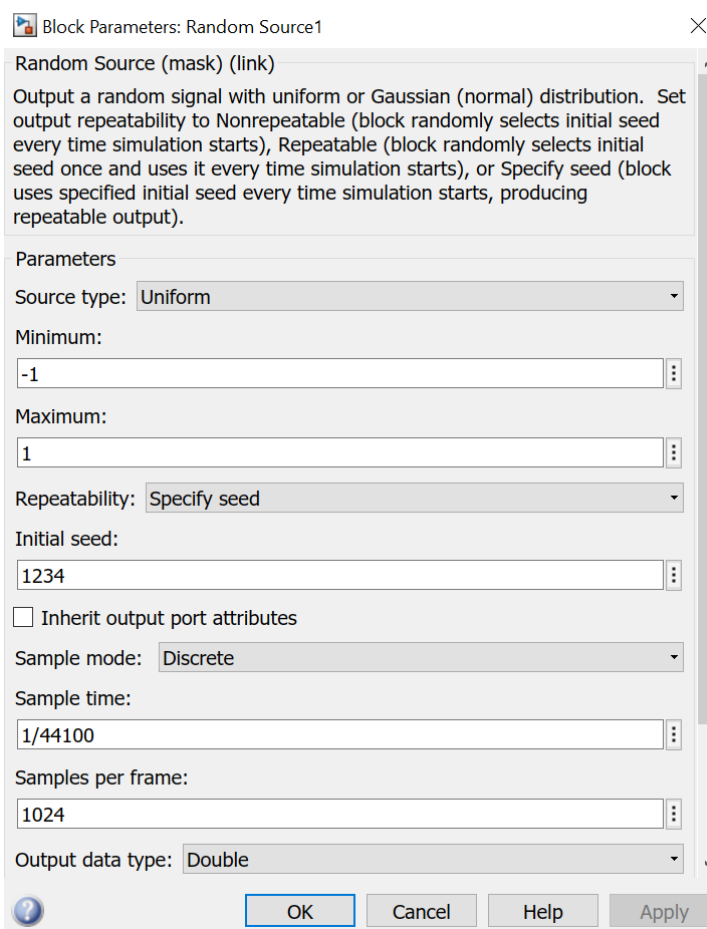 Block Parameters: Random Source1
Random Source (mask) (link)
Output a random signal with uniform or Gaussian (normal) distribution.  Set
output repeatability to Nonrepeatable (block randomly selects initial seed
every time simulation starts), Repeatable (block randomly selects initial
seed once and uses it every time simulation starts), or Specify seed (block
uses specified initial seed every time simulation starts, producing
repeatable output).
Parameters
Source type: Uniform
Minimum:
-1
Maximum:
1
Repeatability: Specify seed
Initial seed:
1234
Inherit output port attributes
Sample mode: Discrete
Sample time:
1/44100
Samples per frame:
1024
Output data type: Double
? OK Cancel Help Apply